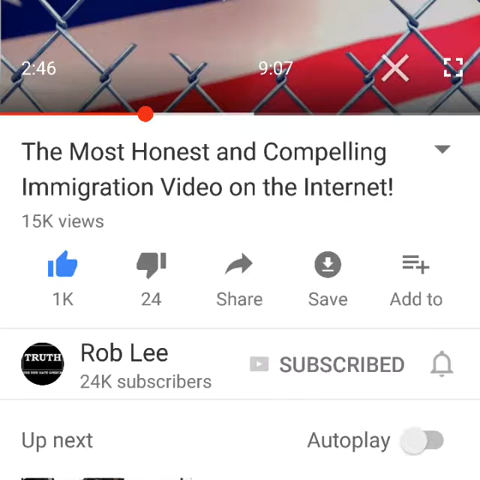 2:46
9:07
The Most Honest and Compelling
Immigration Video on the Internet!
15K views
1K
24
Share
Save
Add to
TRUTH
Rob Lee
24K subscribers
SUBSCRIBED
Up next
Autoplay